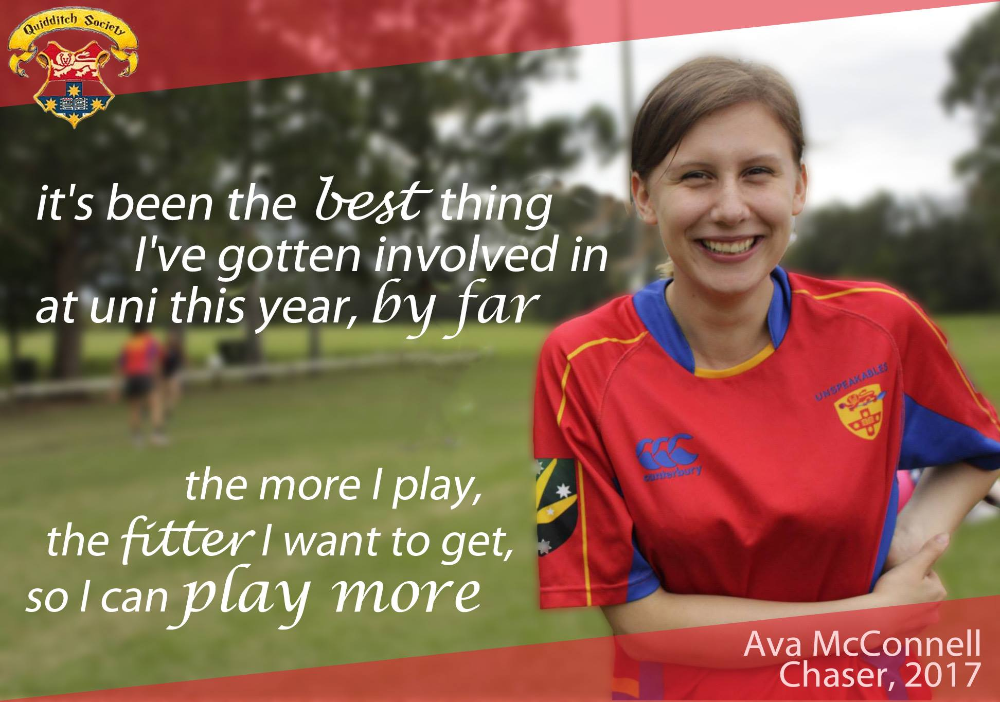 Quidditch Society
it's been the best thing
I've gotten involved in
at uni this year, by far
the more I play,
the fitter I want to get,
so I can play more
UNSPEAKABLES
canterbury
Ava McConnell
Chaser, 2017